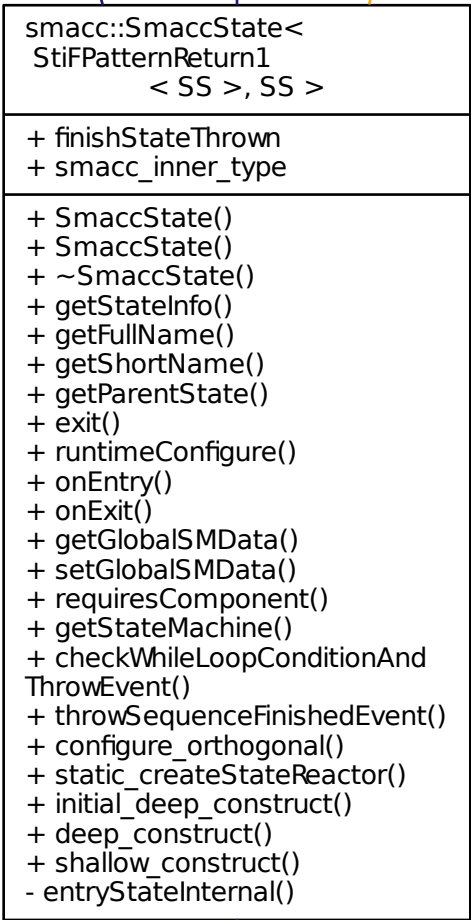 smacc::SmaccState<
StiFPatternReturn1
< SS >, SS >
+ finishStateThrown
+ smacc_inner_type
+ SmaccState()
+ SmaccState()
+ ~SmaccState()
+ getStateInfo()
+ getFullName()
+ getShortName()
+ getParentState()
+ exit()
+ runtimeConfigure()
+ onEntry()
+ onExit()
+ getGlobalSMData()
+ setGlobalSMData()
+ requiresComponent()
+ getStateMachine()
+ checkWhileLoopConditionAnd
ThrowEvent()
+ throwSequenceFinishedEvent()
+ configure_orthogonal()
+ static_createStateReactor()
+ initial_deep_construct()
+ deep_construct()
+ shallow_construct()
- entryStateInternal()